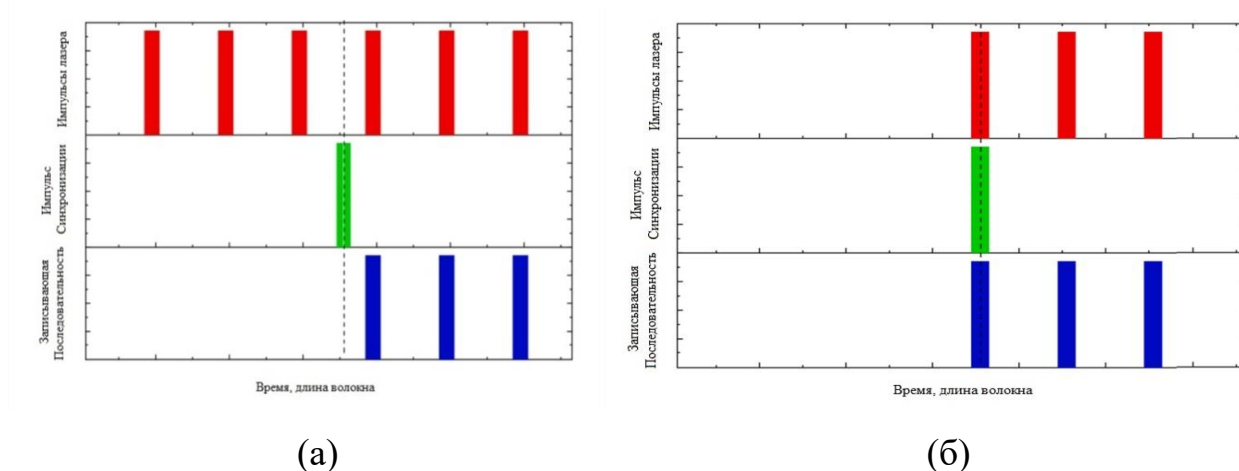 Импульсы лазера
Импульс
Синхронизации
Записывающая
Последовательность
Время, длина волокна
(а)
Импульсы лазера
Импульс
Синхронизации
Записывающая
Последовательность
Время, длина волокна
(б)